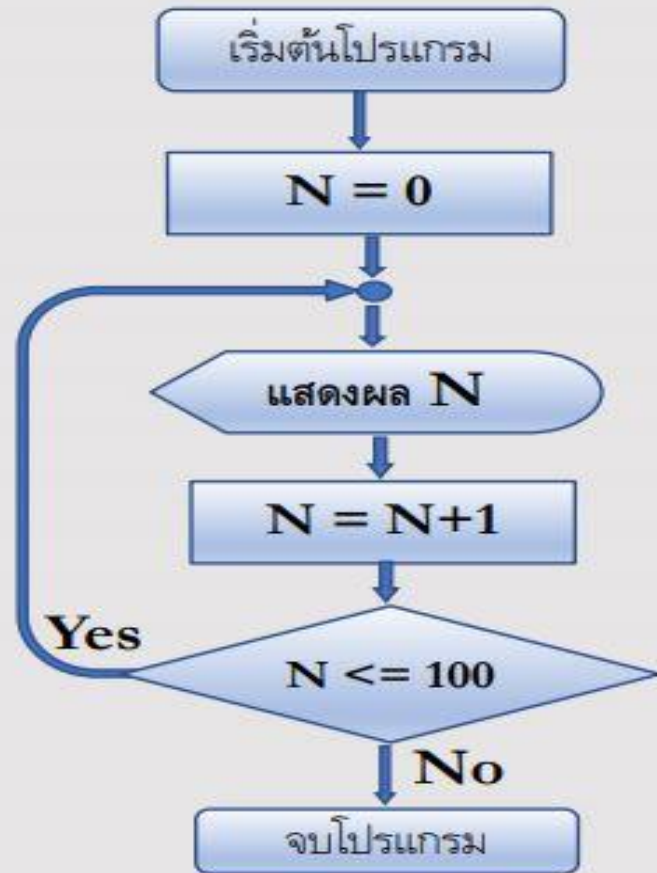 เริ่มต้นโปรแกรม
N = 0
แสดงผล N
N = N+1
Yes
N <= 100
No
จบโปรแกรม